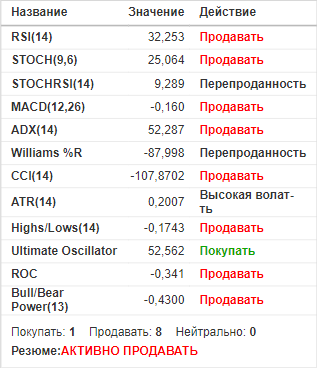 Название Значение Действие
RSI(14) 32,253 Продавать
STOCH(9,6) 25,064 Продавать
STOCHRSI(14) 9,289 Перепроданность
MACD(12,26) -0,160 Продавать
ADX(14) 52,287 Продавать
Williams %R -87,998 Перепроданность
CCI(14) -107,8702 Продавать
ATR(14) 0,2007 Высокая волат-
ть
Highs/Lows(14) -0,1743 Продавать
Ultimate Oscillator 52,562 Покупать
ROC -0,341 Продавать
Bull/Bear
Power(13) -0,4300 Продавать
Покупать: 1 Продавать: 8 Нейтрально: 0
Резюме:АКТИВНО ПРОДАВАТЬ